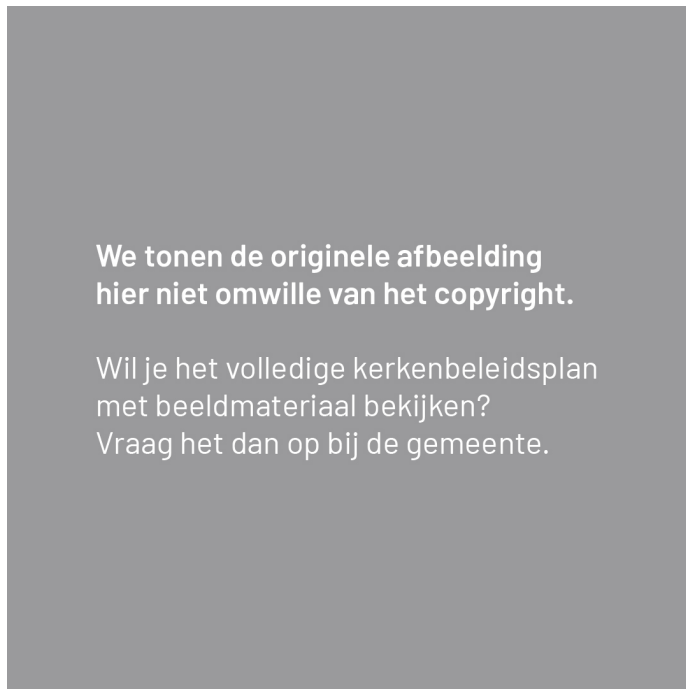 We tonen de originele afbeelding
hier niet omwille van het copyright.
Wil je het volledige kerkenbeleidsplan
met beeldmateriaal bekijken?
Vraag het dan op bij de gemeente.